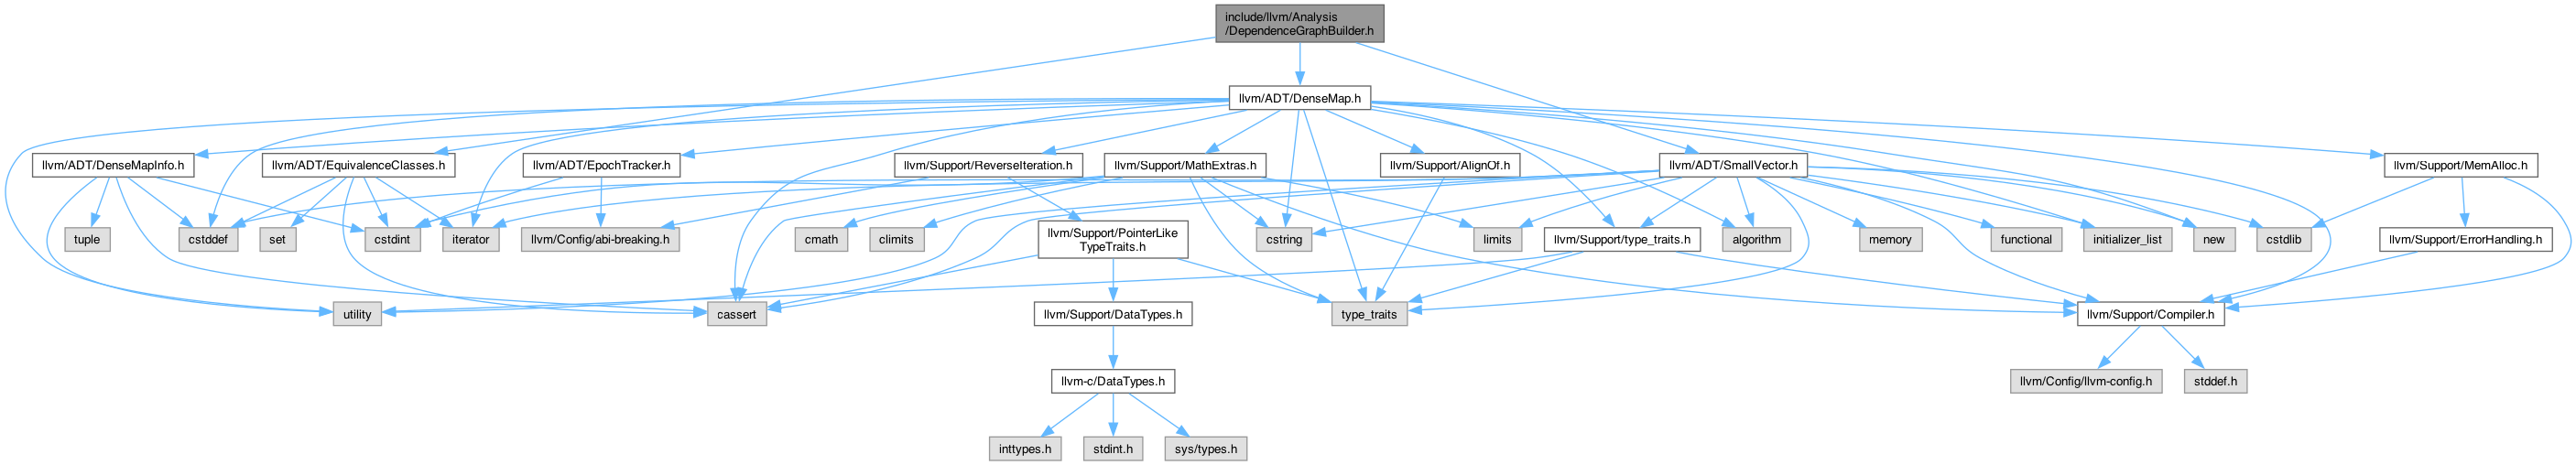 include/llvm/Analysis
/DependenceGraphBuilder.h
llvm/ADT/DenseMap.h
llvm/ADT/DenseMapInfo.h
llvm/ADT/EquivalenceClasses.h
llvm/ADT/EpochTracker.h
llvm/Support/ReverseIteration.h
llvm/Support/MathExtras.h
llvm/Support/AlignOf.h
llvm/ADT/SmallVector.h
llvm/Support/MemAlloc.h
tuple
cstddef
set
cstdint
iterator
llvm/Config/abi-breaking.h
cmath
climits
llvm/Support/PointerLike
TypeTraits.h
cstring
limits
llvm/Support/type_traits.h
algorithm
memory
functional
initializer_list
new
cstdlib
llvm/Support/ErrorHandling.h
utility
cassert
llvm/Support/DataTypes.h
type_traits
llvm/Support/Compiler.h
llvm-c/DataTypes.h
llvm/Config/llvm-config.h
stddef.h
inttypes.h
stdint.h
sys/types.h